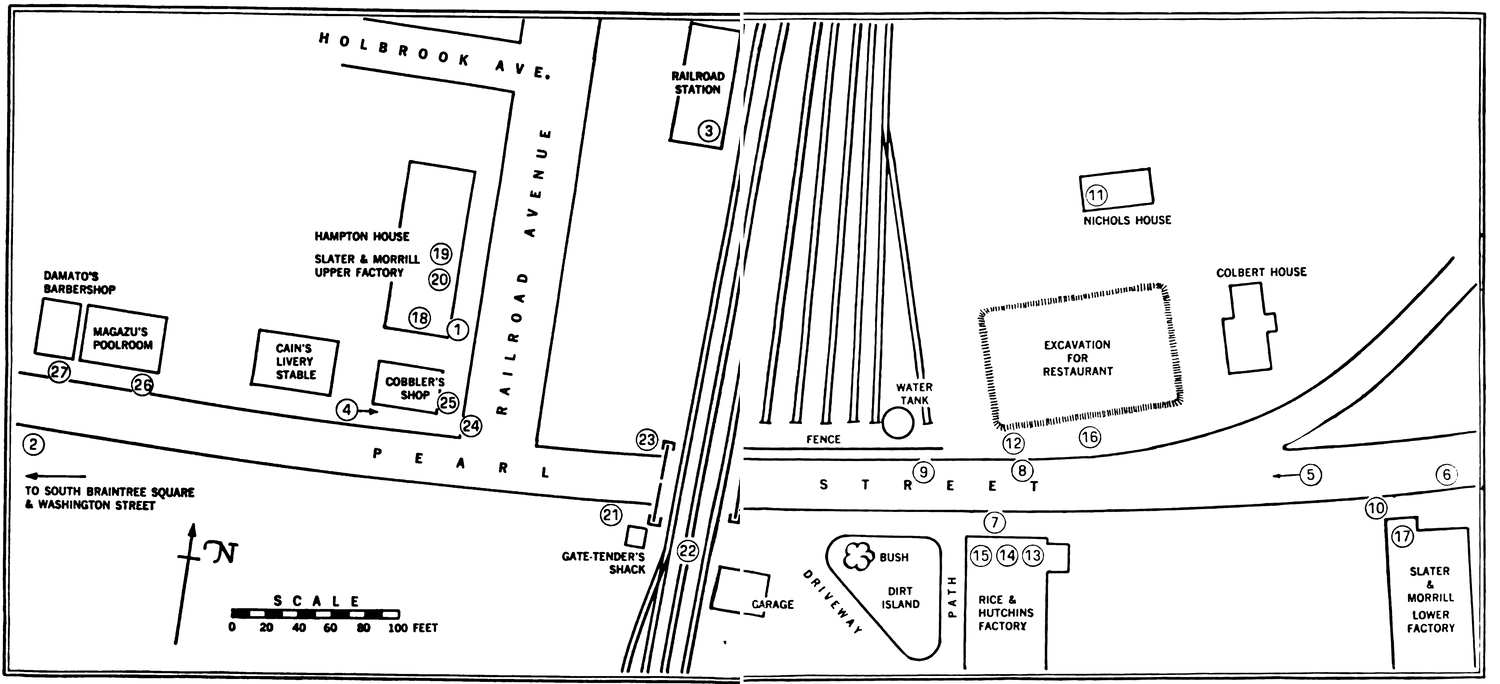 HOLBROOK AVE.
RAILROAD
STATION
3
RAILROAD AVENUE
11
NICHOLS HOUSE
HAMPTON HOUSE
19
SLATER & MORRILL
UPPER FACTORY
20
18
1
DAMATO'S
BARBERSHOP
MAGAZU'S
POOLROOM
27
26
CAIN'S
LIVERY
STABLE
COBBLER'S
SHOP
25
4
24
COLBERT HOUSE
EXCAVATION
FOR
RESTAURANT
WATER
TANK
FENCE
12
16
2
23
PEARL
STREET
9
8
5
6
TO SOUTH BRAINTREE SQUARE
& WASHINGTON STREET
21
7
10
N
GATE-TENDER'S
SHACK
22
GARAGE
DRIVEWAY
BUSH
DIRT
ISLAND
PATH
15
14
13
RICE &
HUTCHINS
FACTORY
17
SLATER
&
MORRILL
LOWER
FACTORY
SCALE
0 20 40 60 80 100 FEET